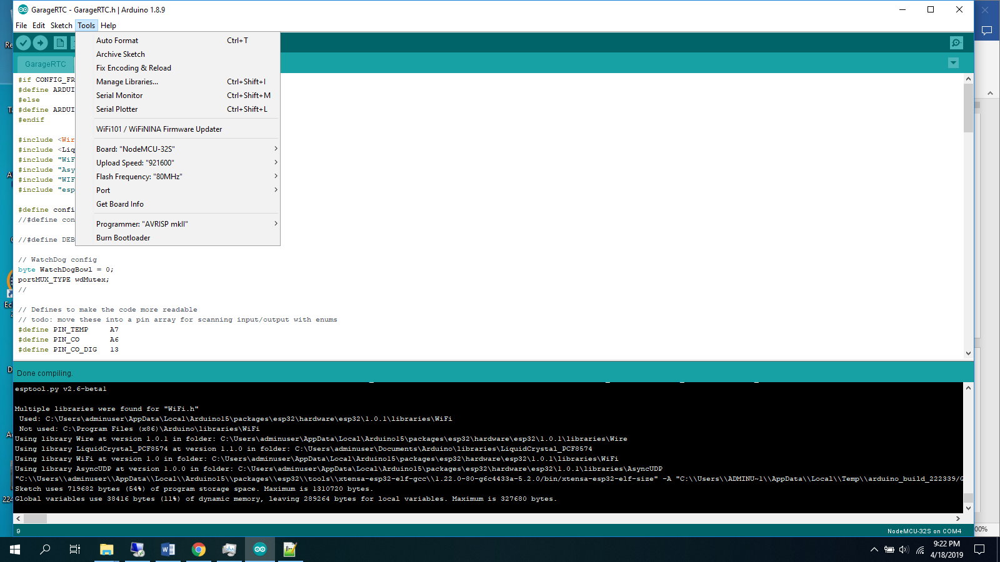 GarageRTC - GarageRTC.h | Arduino 1.8.9
File Edit Sketch Tools Help
Auto Format Ctrl+T
Archive Sketch
Fix Encoding & Reload
Manage Libraries... Ctrl+Shift+I
Serial Monitor Ctrl+Shift+M
Serial Plotter Ctrl+Shift+L
WiFi101 / WiFiNINA Firmware Updater
Board: "NodeMCU-32S"
Upload Speed: "921600"
Flash Frequency: "80MHz"
Port
Get Board Info
Programmer: "AVRISP mkII"
Burn Bootloader
GarageRTC
#if CONFIG_FR
#define ARDUI
#else
#define ARDUI
#endif
#include <Wir
#include <Liq
#include "WiF
#include "Asy
#include "WIF
#include "esp
#define confi
//#define con
//#define DEB
// WatchDog config
byte WatchDogBowl = 0;
portMUX_TYPE wdMutex;
//
// Defines to make the code more readable
// todo: move these into a pin array for scanning input/output with enums
#define PIN_TEMP A7
#define PIN_CO A6
#define PIN_CO_DIG 13
Done compiling.
esptool.py v2.6-beta1
Multiple libraries were found for "WiFi.h"
Used: C:\Users\adminuser\AppData\Local\Arduino15\packages\esp32\hardware\esp32\1.0.1\libraries\WiFi
Not used: C:\Program Files (x86)\Arduino\libraries\WiFi
Using library Wire at version 1.0.1 in folder: C:\Users\adminuser\AppData\Local\Arduino15\packages\esp32\hardware\esp32\1.0.1\libraries\Wire
Using library LiquidCrystal_PCF8574 at version 1.1.0 in folder: C:\Users\adminuser\Documents\Arduino\libraries\LiquidCrystal_PCF8574
Using library WiFi at version 1.0 in folder: C:\Users\adminuser\AppData\Local\Arduino15\packages\esp32\hardware\esp32\1.0.1\libraries\WiFi
Using library AsyncUDP at version 1.0.0 in folder: C:\Users\adminuser\AppData\Local\Arduino15\packages\esp32\hardware\esp32\1.0.1\libraries\AsyncUDP
"C:\\Users\\adminuser\\AppData\\Local\\Arduino15\\packages\\esp32\\tools\\xtensa-esp32-elf-gcc\\1.22.0-80-g6c4433a-5.2.0/bin/xtensa-esp32-elf-size" -A "C:\\Users\\ADMINU~1\\AppData\\Local\\Temp\\arduino_build_222339/G
Sketch uses 719682 bytes (54%) of program storage space. Maximum is 1310720 bytes.
Global variables use 38416 bytes (11%) of dynamic memory, leaving 289264 bytes for local variables. Maximum is 327680 bytes.
9
NodeMCU-32S on COM4
00%
9:22 PM
4/18/2019